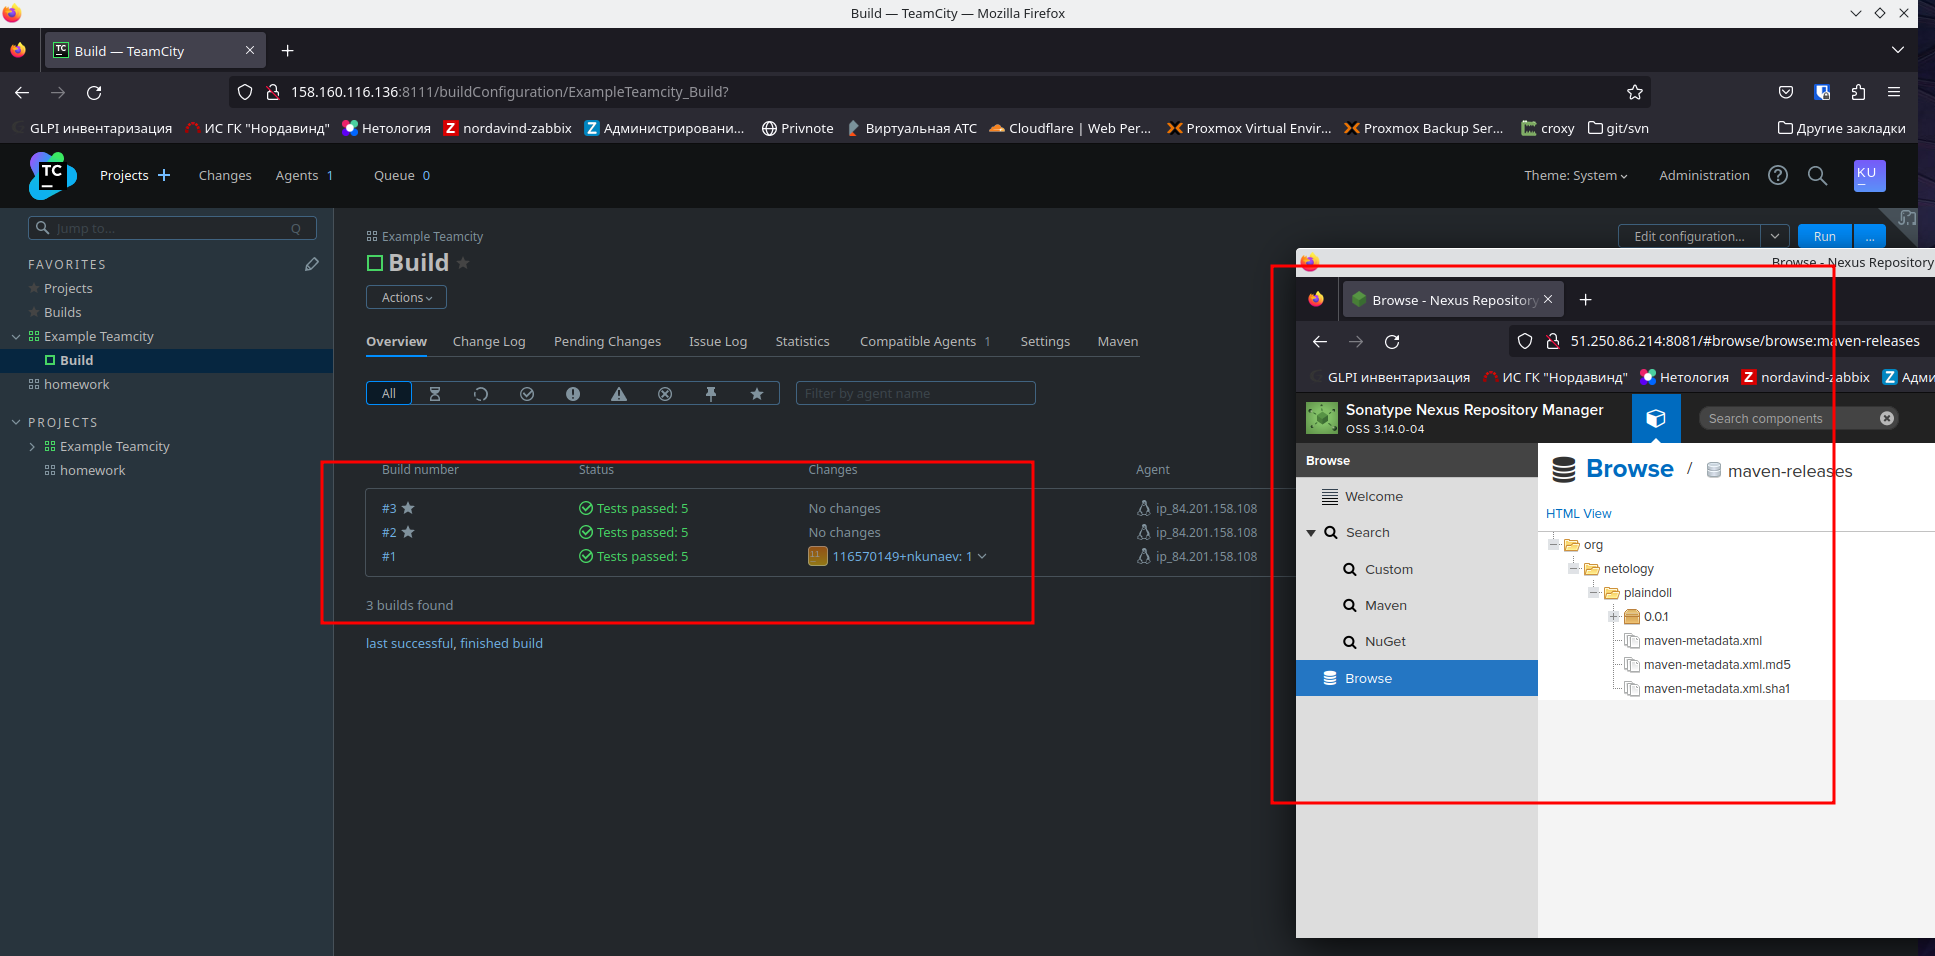 Build — TeamCity — Mozilla Firefox
Build — TeamCity
158.160.116.136:8111/buildConfiguration/ExampleTeamcity_Build?
GLPI инвентаризация ИС ГК "Нордавинд" Нетология nordavind-zabbix Администрировани... Privnote Виртуальная АТС Cloudflare | Web Per... Proxmox Virtual Envir... Proxmox Backup Ser... croxy git/svn Другие закладки
TC Projects Changes Agents 1 Queue 0 Theme: System Administration KU
Jump to... Q
FAVORITES
Projects
Builds
Example Teamcity
Build
homework
PROJECTS
Example Teamcity
homework
Example Teamcity
Build
Edit configuration... Run ...
Actions
Overview Change Log Pending Changes Issue Log Statistics Compatible Agents 1 Settings Maven
All Filter by agent name
Build number Status Changes Agent
#3 Tests passed: 5 No changes ip_84.201.158.108
#2 Tests passed: 5 No changes ip_84.201.158.108
#1 Tests passed: 5 116570149+nkunaev: 1 ip_84.201.158.108
3 builds found
last successful, finished build
Browse - Nexus Repository
Browse - Nexus Repository
51.250.86.214:8081/#browse/browse:maven-releases
GLPI инвентаризация ИС ГК "Нордавинд" Нетология nordavind-zabbix Адми
Sonatype Nexus Repository Manager
OSS 3.14.0-04
Search components
Browse
Welcome
Search
Custom
Maven
NuGet
Browse
Browse / maven-releases
HTML View
org
netology
plaindoll
0.0.1
maven-metadata.xml
maven-metadata.xml.md5
maven-metadata.xml.sha1